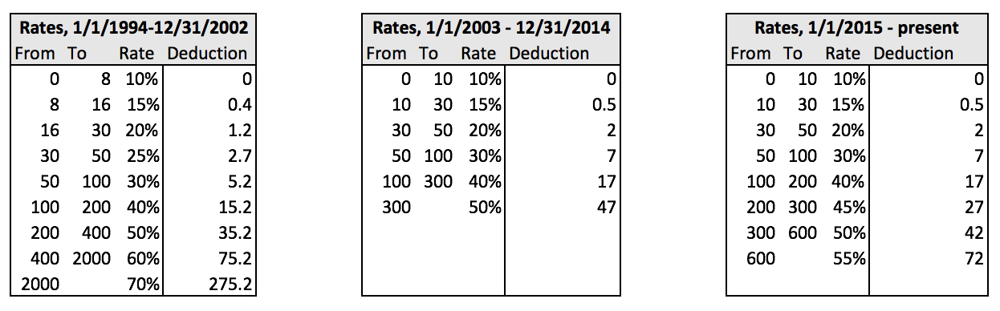 Rates, 1/1/1994-12/31/2002
From To Rate Deduction
0 8 10% 0
8 16 15% 0.4
16 30 20% 1.2
30 50 25% 2.7
50 100 30% 5.2
100 200 40% 15.2
200 400 50% 35.2
400 2000 60% 75.2
2000 70% 275.2
Rates, 1/1/2003 - 12/31/2014
From To Rate Deduction
0 10 10% 0
10 30 15% 0.5
30 50 20% 2
50 100 30% 7
100 300 40% 17
300 50% 47
Rates, 1/1/2015 - present
From To Rate Deduction
0 10 10% 0
10 30 15% 0.5
30 50 20% 2
50 100 30% 7
100 200 40% 17
200 300 45% 27
300 600 50% 42
600 55% 72